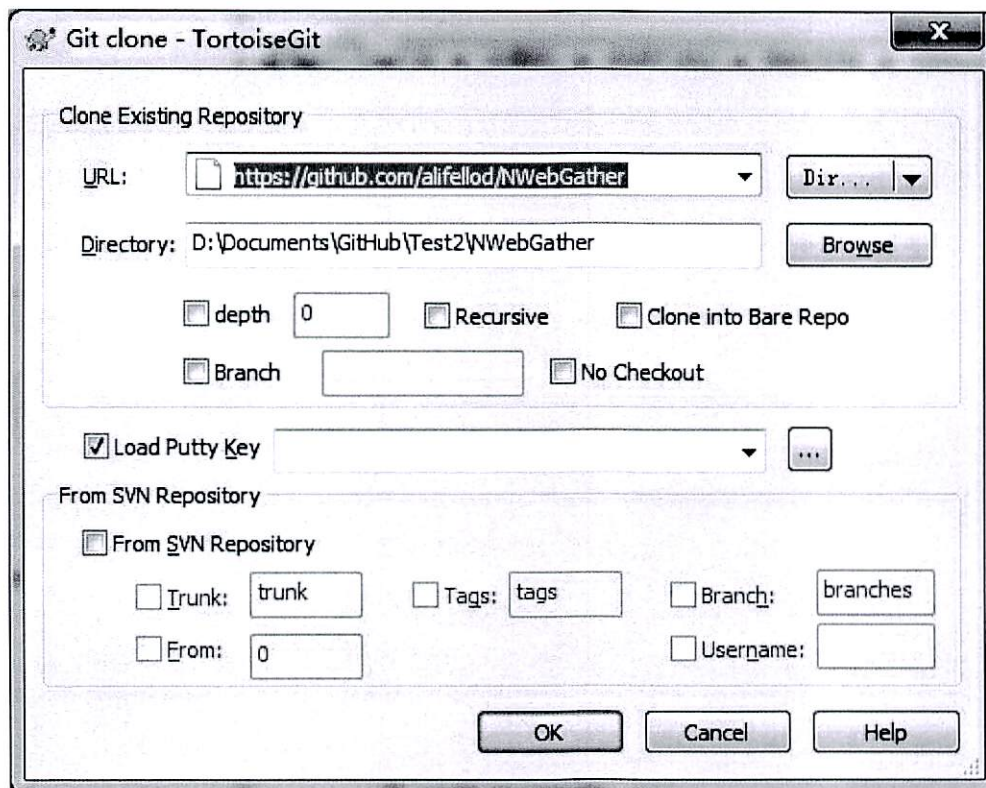 Git clone - TortoiseGit
Clone Existing Repository
URL: https://github.com/alifellod/NWebGather Dir...
Directory: D:\Documents\GitHub\Test2\NWebGather Browse
depth 0 Recursive Clone into Bare Repo
Branch No Checkout
Load Putty Key ...
From SVN Repository
From SVN Repository
Trunk: trunk Tags: tags Branch: branches
From: 0 Username:
OK Cancel Help